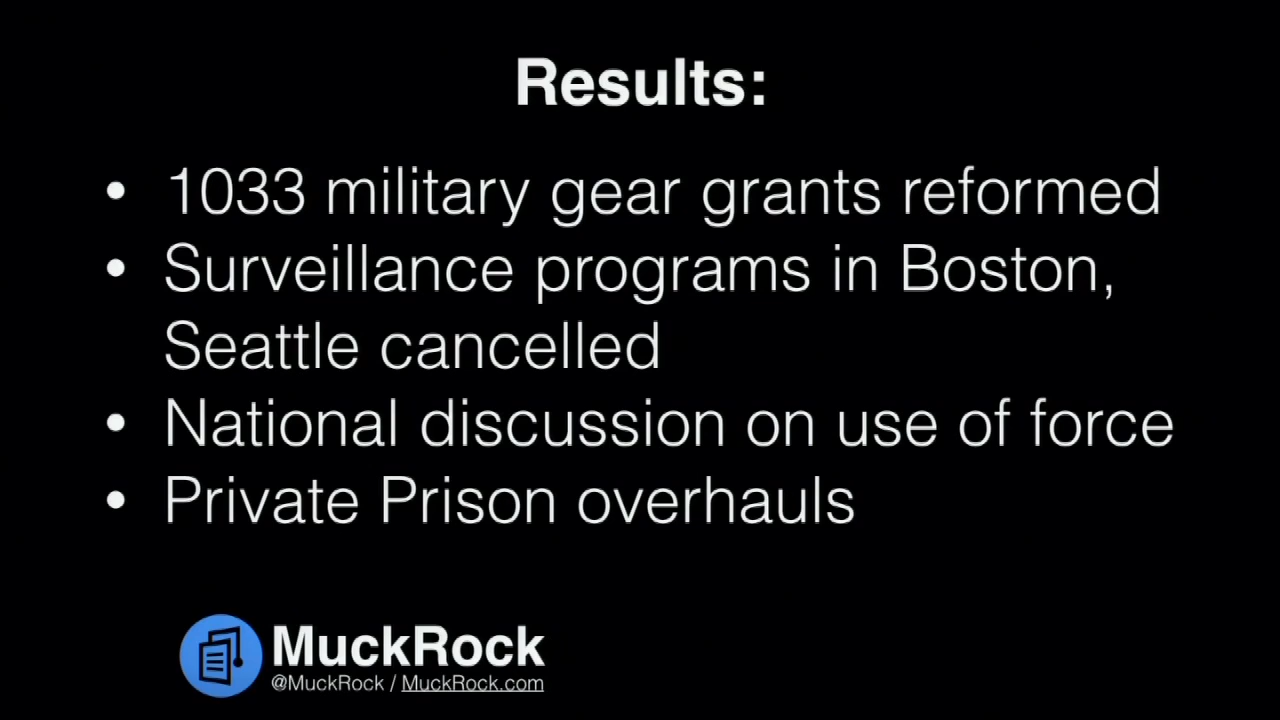 Results:
• 1033 military gear grants reformed
• Surveillance programs in Boston,
Seattle cancelled
• National discussion on use of force
• Private Prison overhauls
MuckRock
@MuckRock / MuckRock.com